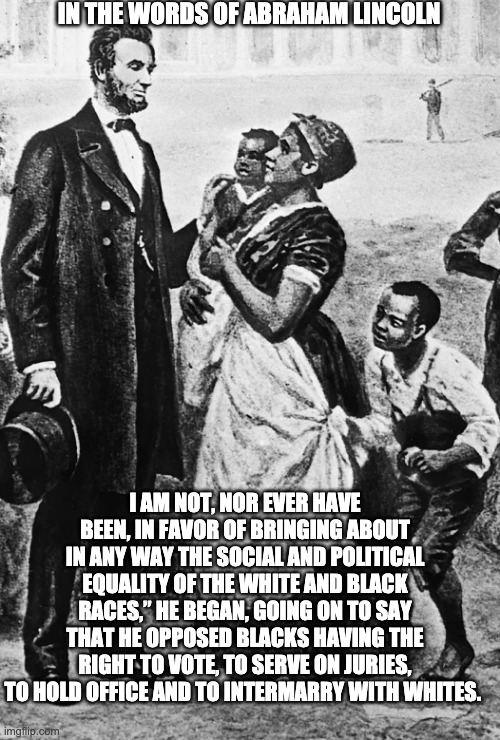 IN THE WORDS OF ABRAHAM LINCOLN
I AM NOT, NOR EVER HAVE
BEEN, IN FAVOR OF BRINGING ABOUT
IN ANY WAY THE SOCIAL AND POLITICAL
EQUALITY OF THE WHITE AND BLACK
RACES,” HE BEGAN, GOING ON TO SAY
THAT HE OPPOSED BLACKS HAVING THE
RIGHT TO VOTE, TO SERVE ON JURIES,
TO HOLD OFFICE AND TO INTERMARRY WITH WHITES.
imgflip.com